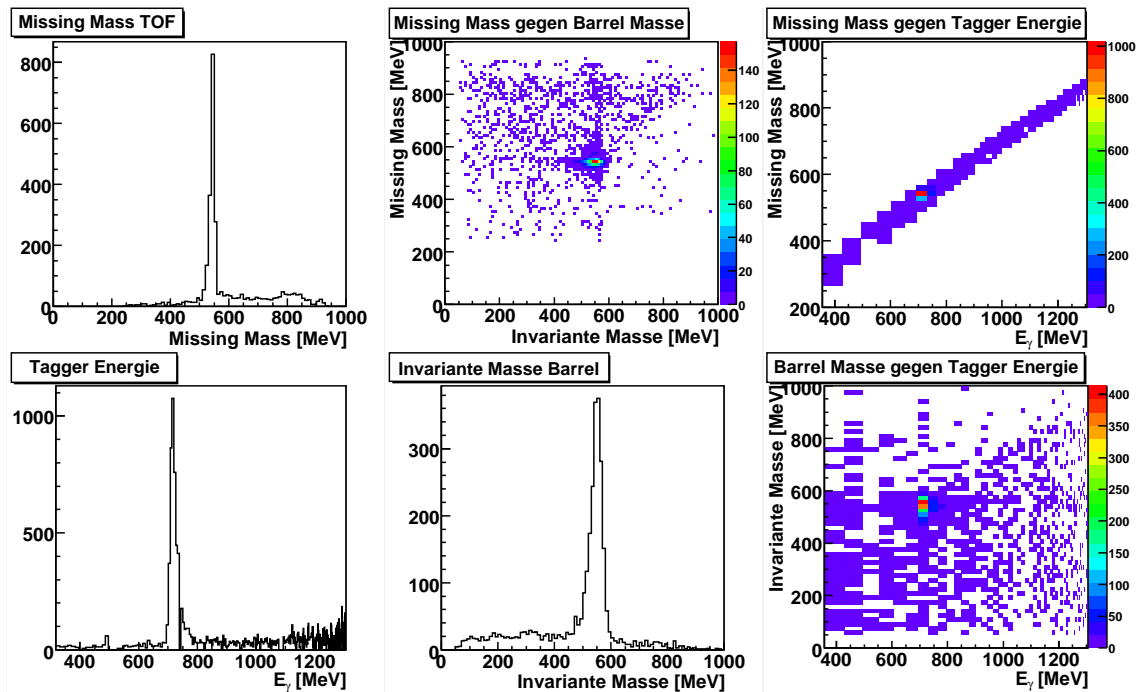 Missing Mass TOF
800
600
400
200
0
0 200 400 600 800 1000
Missing Mass [MeV]
Missing Mass gegen Barrel Masse
Missing Mass [MeV]
1000
800
600
400
200
0
0 200 400 600 800 1000
Invariante Masse [MeV]
140
120
100
80
60
40
20
0
Missing Mass gegen Tagger Energie
Missing Mass [MeV]
1000
900
800
700
600
500
400
300
200
400 600 800 1000 1200
Eγ [MeV]
1000
800
600
400
200
0
Tagger Energie
1000
500
0
400 600 800 1000 1200
Eγ [MeV]
Invariante Masse Barrel
300
200
100
0
0 200 400 600 800 1000
Invariante Masse [MeV]
Barrel Masse gegen Tagger Energie
Invariante Masse [MeV]
1000
800
600
400
200
0
400 600 800 1000 1200
Eγ [MeV]
400
350
300
250
200
150
100
50
0